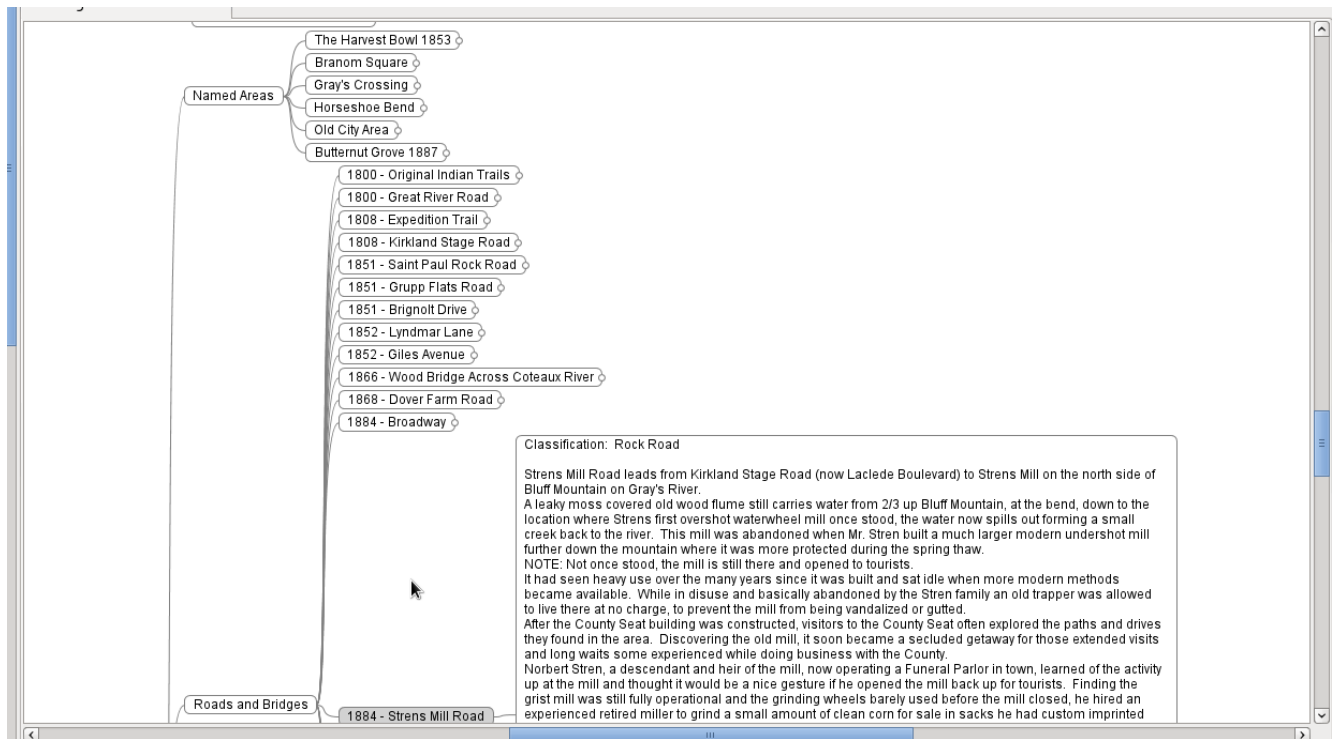 The Harvest Bowl 1853
Branom Square
Gray's Crossing
Named Areas
Horseshoe Bend
Old City Area
Butternut Grove 1887
1800 - Original Indian Trails
1800 - Great River Road
1808 - Expedition Trail
1808 - Kirkland Stage Road
1851 - Saint Paul Rock Road
1851 - Grupp Flats Road
1851 - Brignolt Drive
1852 - Lyndmar Lane
1852 - Giles Avenue
1866 - Wood Bridge Across Coteaux River
1868 - Dover Farm Road
1884 - Broadway
Classification:  Rock Road
Strens Mill Road leads from Kirkland Stage Road (now Laclede Boulevard) to Strens Mill on the north side of
Bluff Mountain on Gray's River.
A leaky moss covered old wood flume still carries water from 2/3 up Bluff Mountain, at the bend, down to the
location where Strens first overshot waterwheel mill once stood, the water now spills out forming a small
creek back to the river.  This mill was abandoned when Mr. Stren built a much larger modern undershot mill
further down the mountain where it was more protected during the spring thaw.
NOTE: Not once stood, the mill is still there and opened to tourists.
It had seen heavy use over the many years since it was built and sat idle when more modern methods
became available.  While in disuse and basically abandoned by the Stren family an old trapper was allowed
to live there at no charge, to prevent the mill from being vandalized or gutted.
After the County Seat building was constructed, visitors to the County Seat often explored the paths and drives
they found in the area.  Discovering the old mill, it soon became a secluded getaway for those extended visits
and long waits some experienced while doing business with the County.
Norbert Stren, a descendant and heir of the mill, now operating a Funeral Parlor in town, learned of the activity
up at the mill and thought it would be a nice gesture if he opened the mill back up for tourists.  Finding the
grist mill was still fully operational and the grinding wheels barely used before the mill closed, he hired an
experienced retired miller to grind a small amount of clean corn for sale in sacks he had custom imprinted
Roads and Bridges
1884 - Strens Mill Road